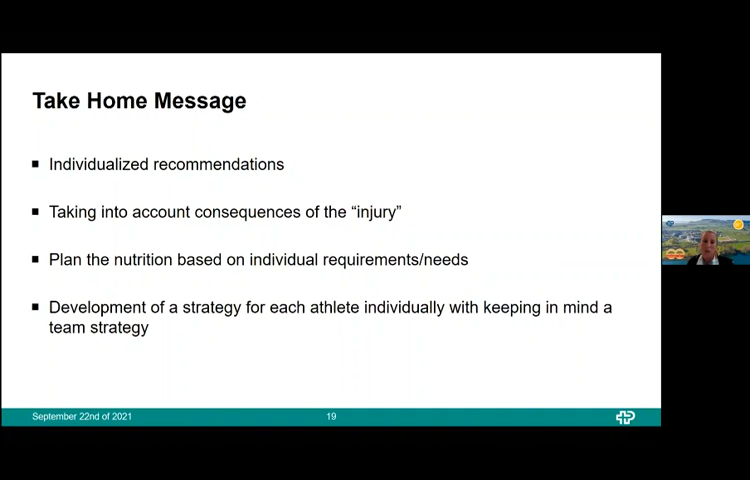 Take Home Message
Individualized recommendations
Taking into account consequences of the “injury”
Plan the nutrition based on individual requirements/needs
Development of a strategy for each athlete individually with keeping in mind a
team strategy
September 22nd of 2021
19